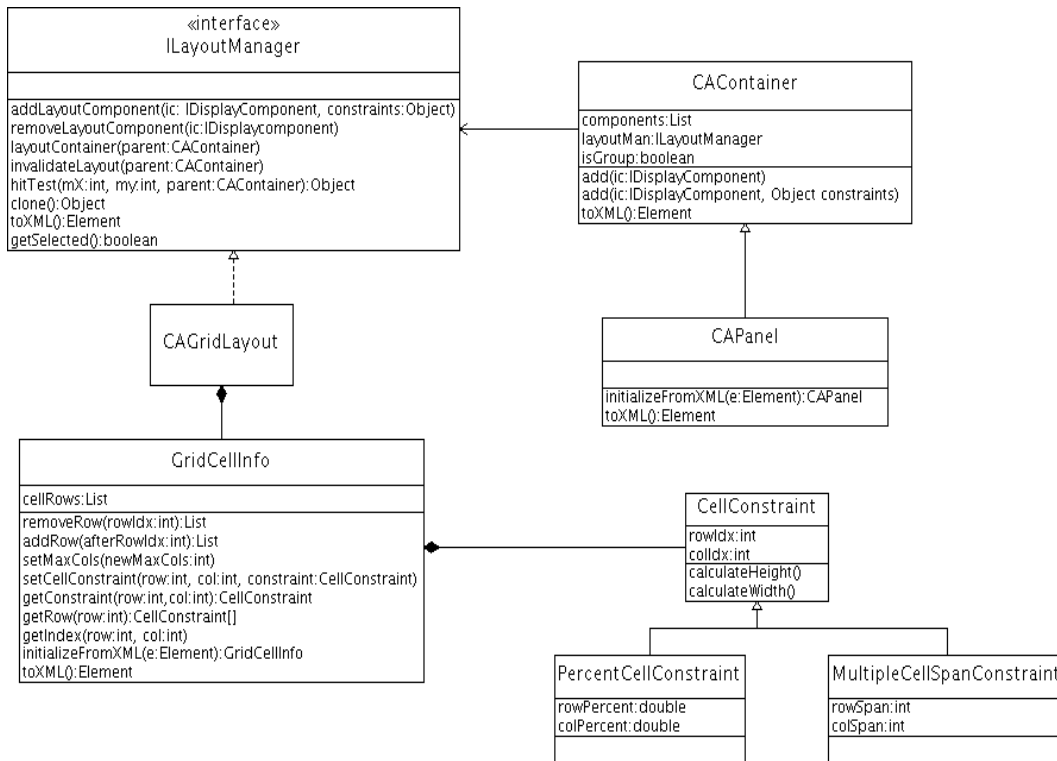 «interface»
ILayoutManager
addLayoutComponent(ic: IDisplayComponent, constraints:Object)
removeLayoutComponent(ic:IDisplaycomponent)
layoutContainer(parent:CAContainer)
invalidateLayout(parent:CAContainer)
hitTest(mX:int, my:int, parent:CAContainer):Object
clone():Object
toXML():Element
getSelected():boolean
CAContainer
components:List
layoutMan:ILayoutManager
isGroup:boolean
add(ic:IDisplayComponent)
add(ic:IDisplayComponent, Object constraints)
toXML():Element
CAGridLayout
CAPanel
initializeFromXML(e:Element):CAPanel
toXML():Element
GridCellInfo
cellRows:List
removeRow(rowIdx:int):List
addRow(afterRowIdx:int):List
setMaxCols(newMaxCols:int)
setCellConstraint(row:int, col:int, constraint:CellConstraint)
getConstraint(row:int,col:int):CellConstraint
getRow(row:int):CellConstraint[]
getIndex(row:int, col:int)
initializeFromXML(e:Element):GridCellInfo
toXML():Element
CellConstraint
rowIdx:int
colIdx:int
calculateHeight()
calculateWidth()
PercentCellConstraint
rowPercent:double
colPercent:double
MultipleCellSpanConstraint
rowSpan:int
colSpan:int